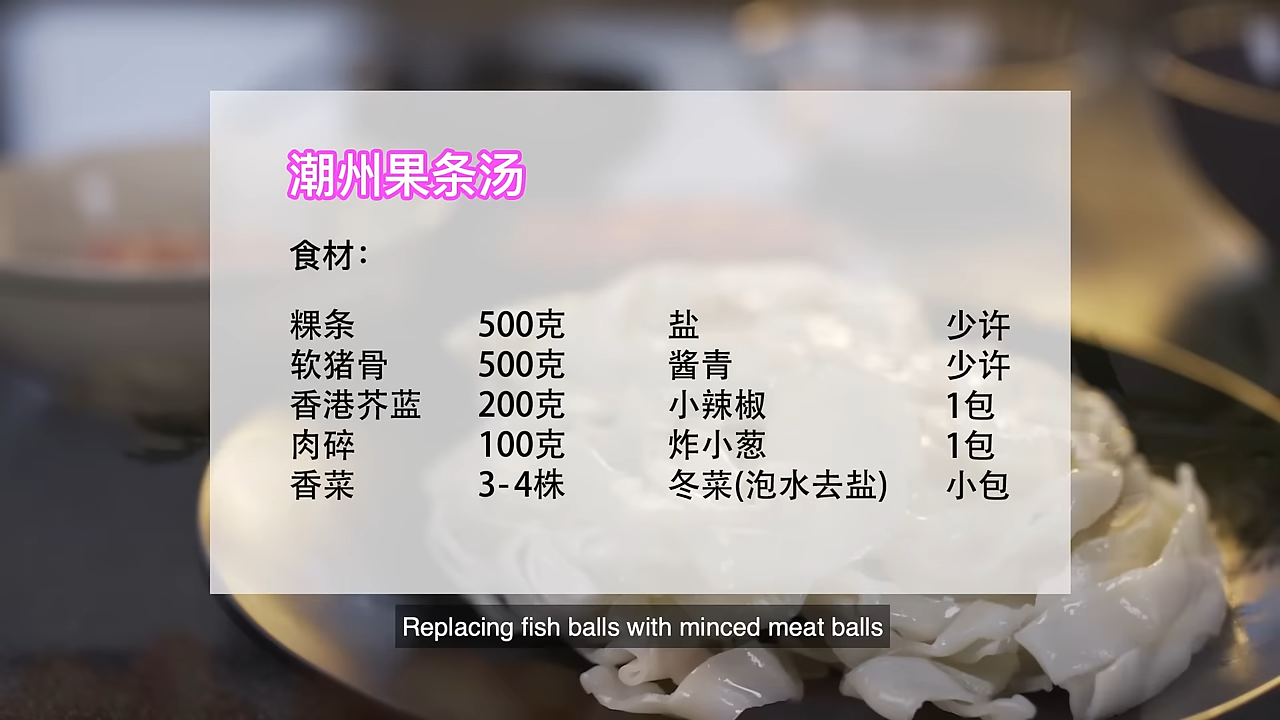 潮州果条汤
食材：
粿条 500克 盐 少许
软猪骨 500克 酱青 少许
香港芥蓝 200克 小辣椒 1包
肉碎 100克 炸小葱 1包
香菜 3-4株 冬菜(泡水去盐) 小包
Replacing fish balls with minced meat balls